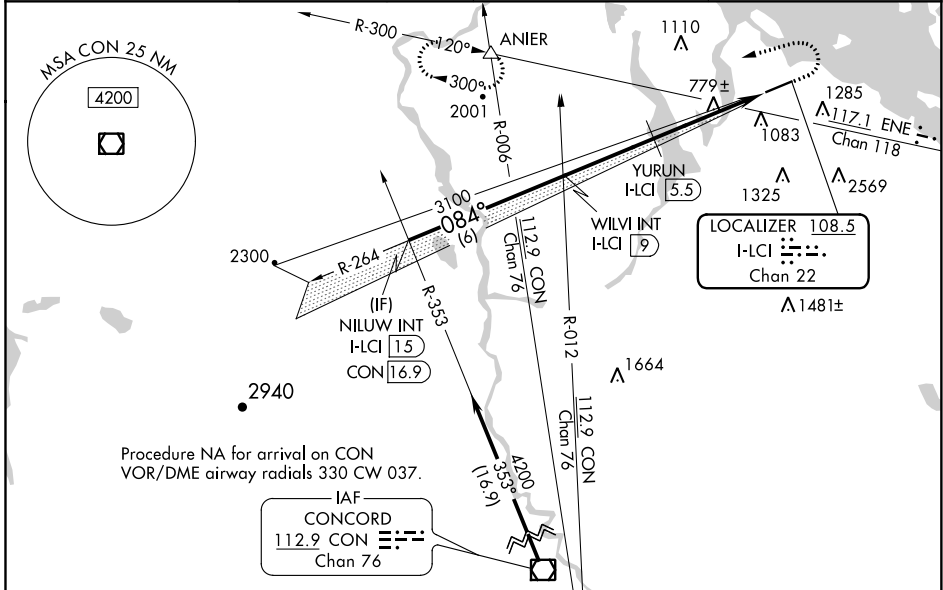 MSA CON 25 NM
4200
R-300
120°
300°
ANIER
2001
R-006
1110
779±
1285
117.1 ENE
Chan 118
1083
1325
2569
YURUN
I-LCI 5.5
WILVI INT
I-LCI 9
LOCALIZER 108.5
I-LCI
Chan 22
1481±
3100
084°
(6)
2300
R-264
(IF)
NILUW INT
I-LCI 15
CON 16.9
R-353
112.9 CON
Chan 76
R-012
112.9 CON
Chan 76
1664
2940
Procedure NA for arrival on CON
VOR/DME airway radials 330 CW 037.
4200
353°
(16.9)
IAF
CONCORD
112.9 CON
Chan 76